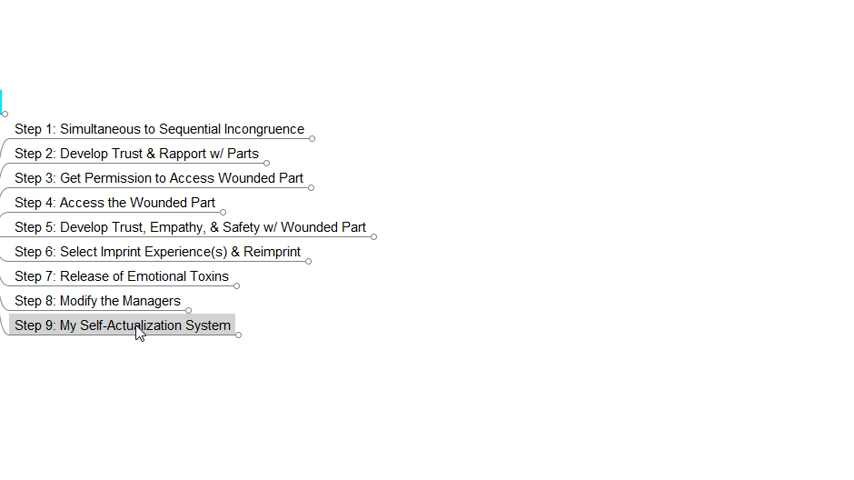 Step 1: Simultaneous to Sequential Incongruence
Step 2: Develop Trust & Rapport w/ Parts
Step 3: Get Permission to Access Wounded Part
Step 4: Access the Wounded Part
Step 5: Develop Trust, Empathy, & Safety w/ Wounded Part
Step 6: Select Imprint Experience(s) & Reimprint
Step 7: Release of Emotional Toxins
Step 8: Modify the Managers
Step 9: My Self-Actualization System